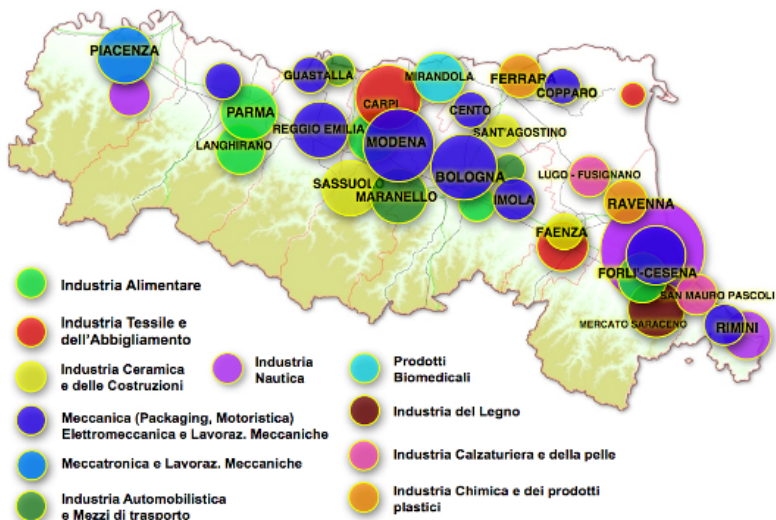 PIACENZA
GUASTALLA
MIRANDOLA
FERRARA
COPPARO
CARPI
CENTO
PARMA
REGGIO EMILIA
SANT'AGOSTINO
LANGHIRANO
MODENA
BOLOGNA
LUGO - FUSIGNANO
SASSUOLO
MARANELLO
IMOLA
RAVENNA
FAENZA
FORLI'-CESENA
SAN MAURO PASCOLI
MERCATO SARACENO
RIMINI
Industria Alimentare
Industria Tessile e
dell'Abbigliamento
Industria Ceramica
e delle Costruzioni
Industria
Nautica
Prodotti
Biomedicali
Meccanica (Packaging, Motoristica)
Elettromeccanica e Lavoraz. Meccaniche
Industria del Legno
Meccatronica e Lavoraz. Meccaniche
Industria Calzaturiera e della pelle
Industria Automobilistica
e Mezzi di trasporto
Industria Chimica e dei prodotti
plastici